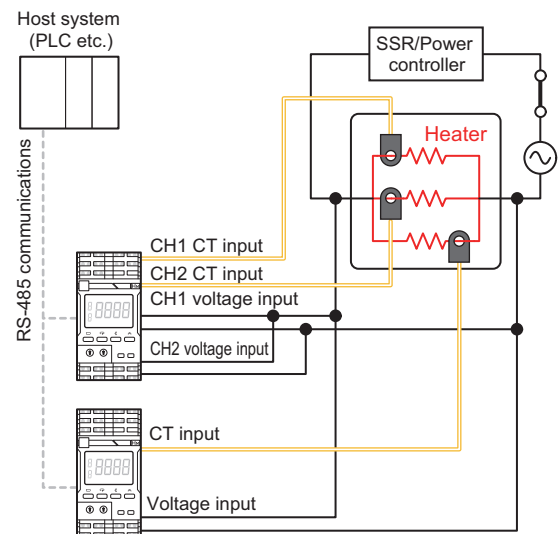 Host system
(PLC etc.)
SSR/Power
controller
Heater
RS-485 communications
CH1 CT input
CH2 CT input
CH1 voltage input
CH2 voltage input
8888
CT input
8888
Voltage input